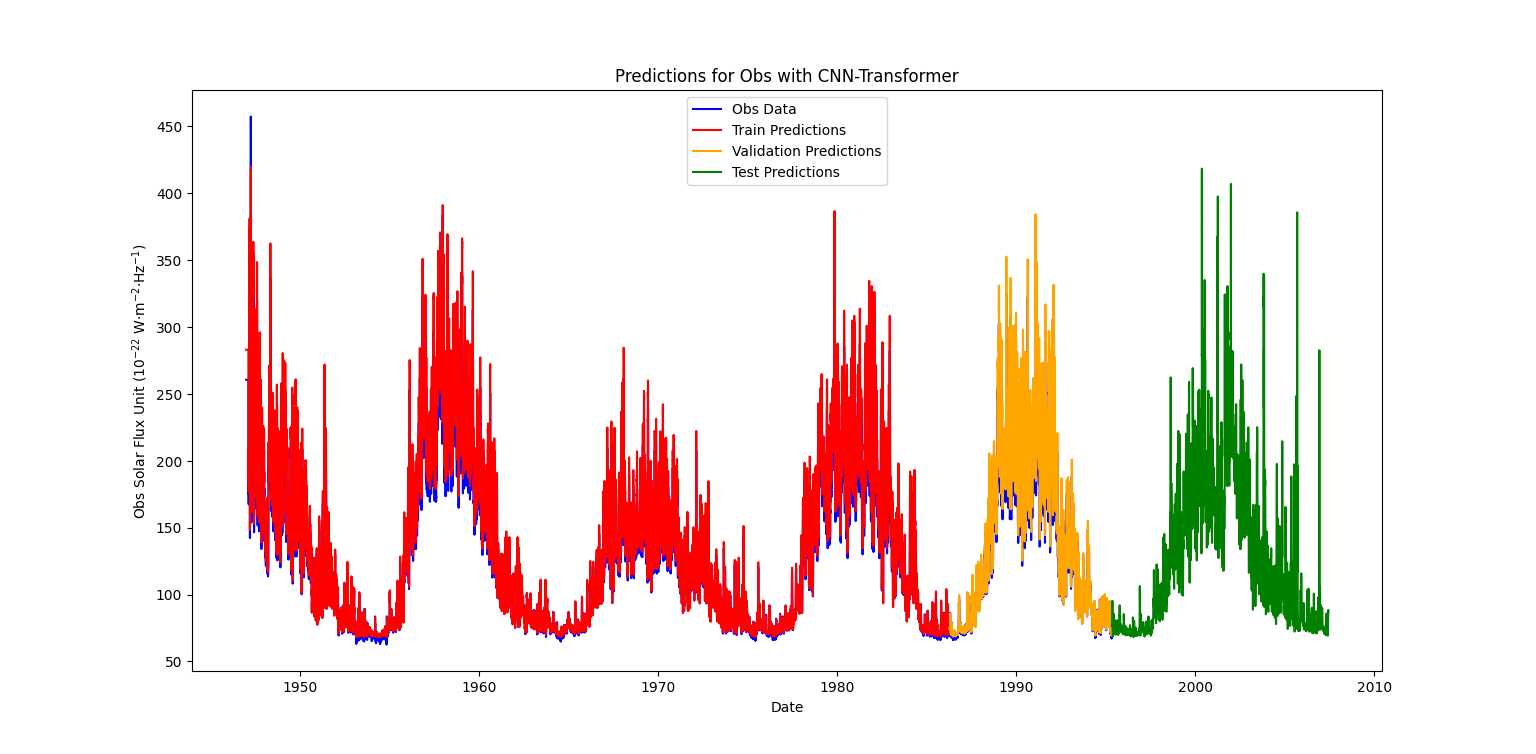 Predictions for Obs with CNN-Transformer
Obs Data
Train Predictions
Validation Predictions
Test Predictions
Obs Solar Flux Unit (10⁻²² W·m⁻²·Hz⁻¹)
450
400
350
300
250
200
150
100
50
1950 1960 1970 1980 1990 2000 2010
Date